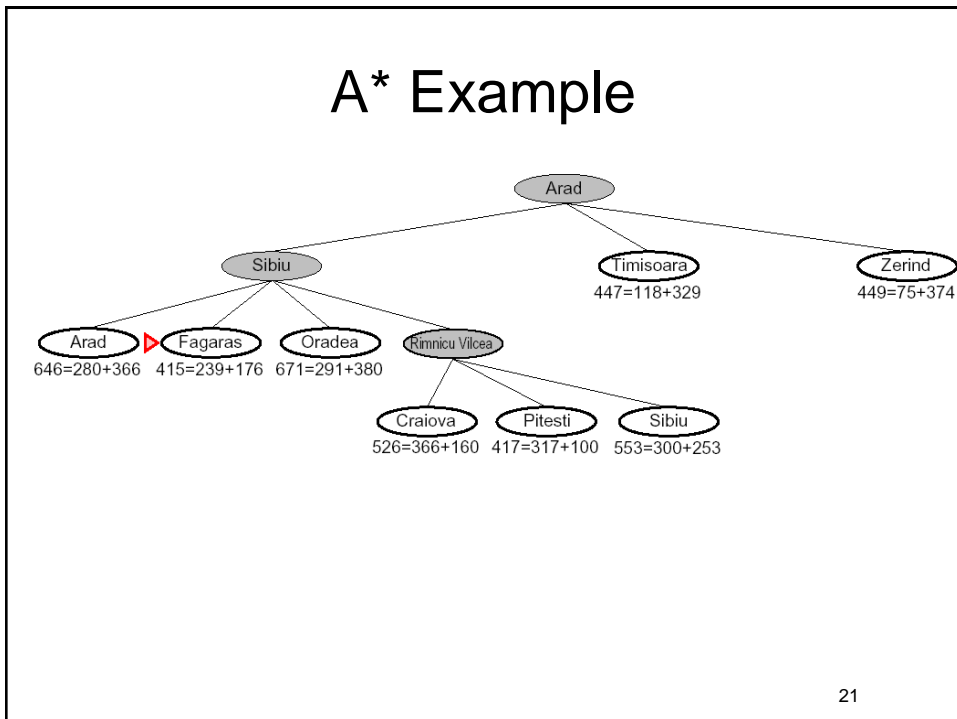 A* Example
Arad
Sibiu Timisoara Zerind
447=118+329 449=75+374
Arad Fagaras Oradea Rimnicu Vilcea
646=280+366 415=239+176 671=291+380
Craiova Pitesti Sibiu
526=366+160 417=317+100 553=300+253
21